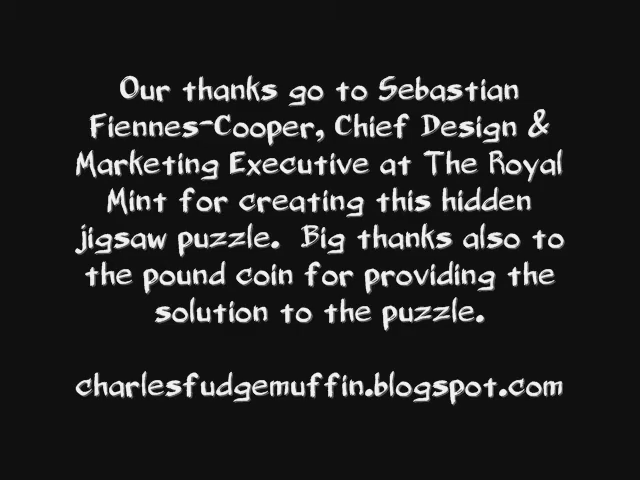 Our thanks go to Sebastian
Fiennes-Cooper, Chief Design &
Marketing Executive at The Royal
Mint for creating this hidden
jigsaw puzzle.  Big thanks also to
the pound coin for providing the
solution to the puzzle.
charlesfudgemuffin.blogspot.com